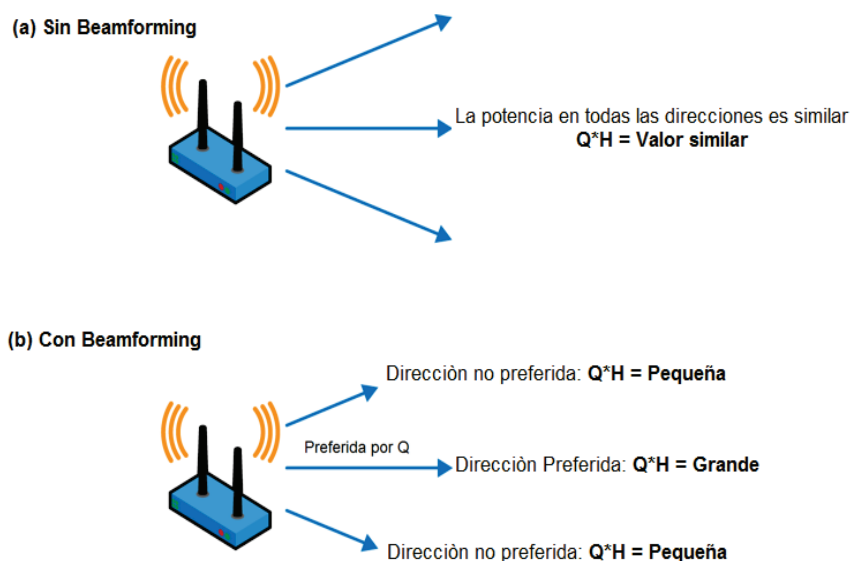 (a) Sin Beamforming
La potencia en todas las direcciones es similar
Q*H = Valor similar
(b) Con Beamforming
Direcciòn no preferida: Q*H = Pequeña
Preferida por Q
Direcciòn Preferida: Q*H = Grande
Direcciòn no preferida: Q*H = Pequeña